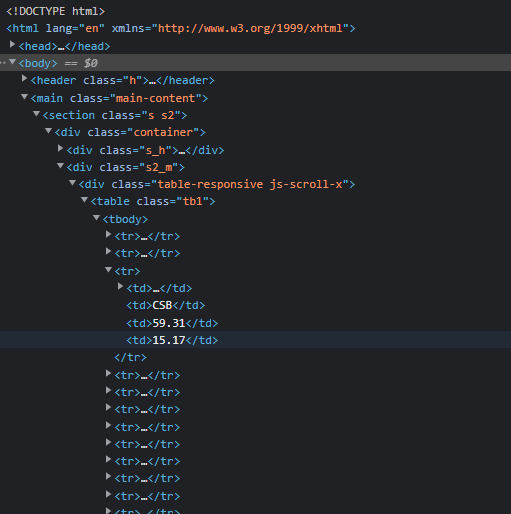 <!DOCTYPE html>
<html lang="en" xmlns="http://www.w3.org/1999/xhtml">
<head>…</head>
<body> == $0
<header class="h">…</header>
<main class="main-content">
<section class="s s2">
<div class="container">
<div class="s_h">…</div>
<div class="s2_m">
<div class="table-responsive js-scroll-x">
<table class="tb1">
<tbody>
<tr>…</tr>
<tr>…</tr>
<tr>
<td>…</td>
<td>CSB</td>
<td>59.31</td>
<td>15.17</td>
</tr>
<tr>…</tr>
<tr>…</tr>
<tr>…</tr>
<tr>…</tr>
<tr>…</tr>
<tr>…</tr>
<tr>…</tr>
<tr>…</tr>
<tr>…</tr>